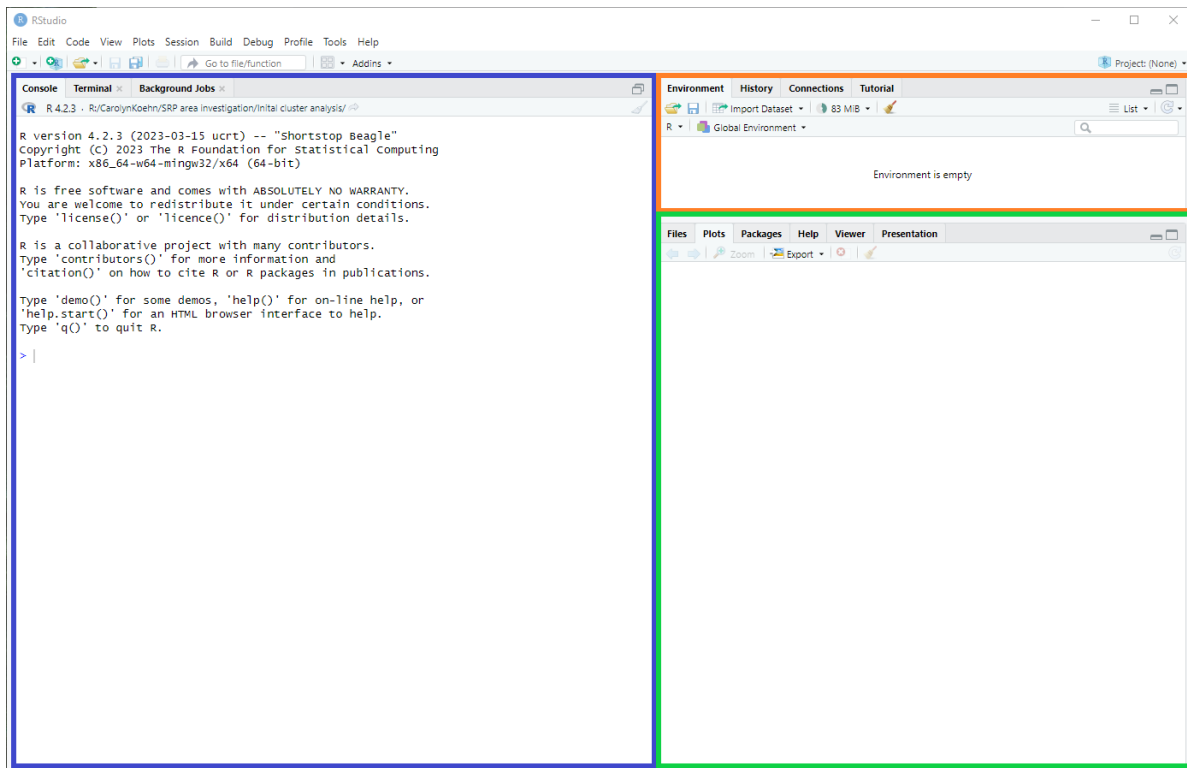 RStudio
File Edit Code View Plots Session Build Debug Profile Tools Help
Go to file/function Addins Project: (None)
Console Terminal Background Jobs
R 4.2.3 · R:/CarolynKoehn/SRP area investigation/Inital cluster analysis/
R version 4.2.3 (2023-03-15 ucrt) -- "Shortstop Beagle"
Copyright (C) 2023 The R Foundation for Statistical Computing
Platform: x86_64-w64-mingw32/x64 (64-bit)
R is free software and comes with ABSOLUTELY NO WARRANTY.
You are welcome to redistribute it under certain conditions.
Type 'license()' or 'licence()' for distribution details.
R is a collaborative project with many contributors.
Type 'contributors()' for more information and
'citation()' on how to cite R or R packages in publications.
Type 'demo()' for some demos, 'help()' for on-line help, or
'help.start()' for an HTML browser interface to help.
Type 'q()' to quit R.
>
Environment History Connections Tutorial
Import Dataset 83 MiB List
R Global Environment
Environment is empty
Files Plots Packages Help Viewer Presentation
Zoom Export